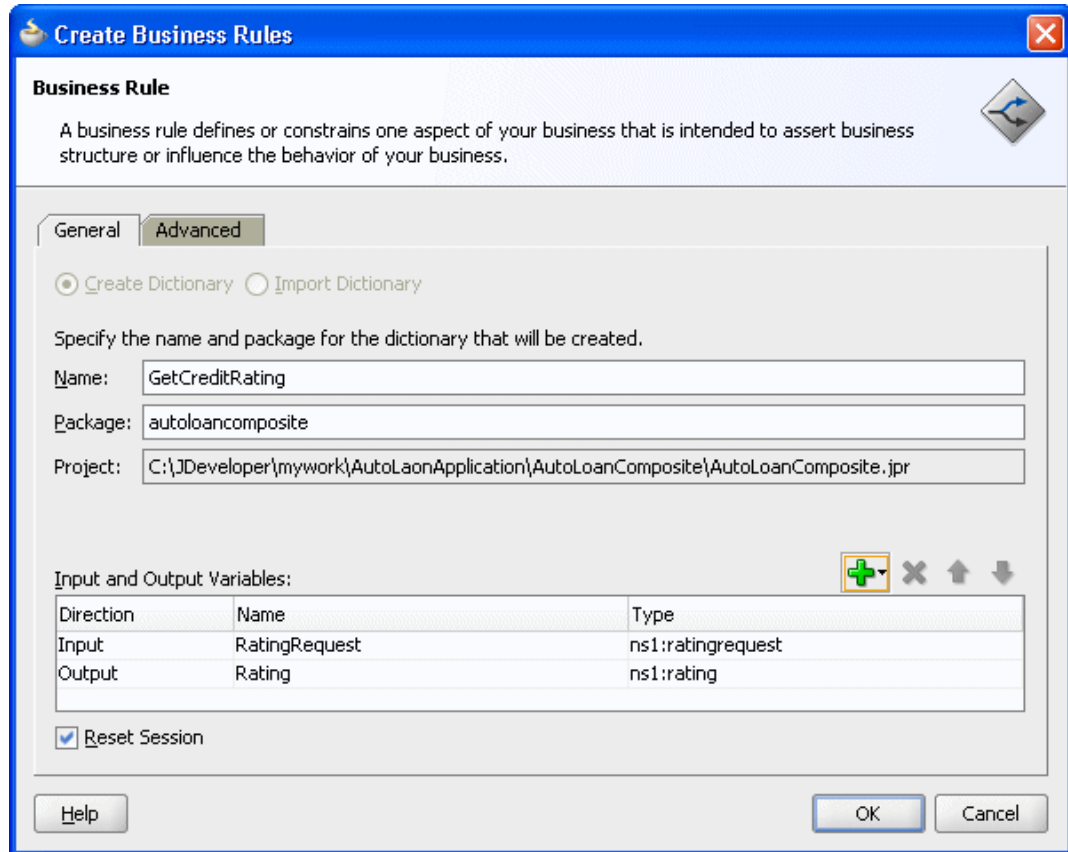 Create Business Rules
Business Rule
A business rule defines or constrains one aspect of your business that is intended to assert business
structure or influence the behavior of your business.
General Advanced
Create Dictionary Import Dictionary
Specify the name and package for the dictionary that will be created.
Name: GetCreditRating
Package: autoloancomposite
Project: C:\JDeveloper\mywork\AutoLaonApplication\AutoLoanComposite\AutoLoanComposite.jpr
Input and Output Variables:
Direction Name Type
Input RatingRequest ns1:ratingrequest
Output Rating ns1:rating
Reset Session
Help OK Cancel